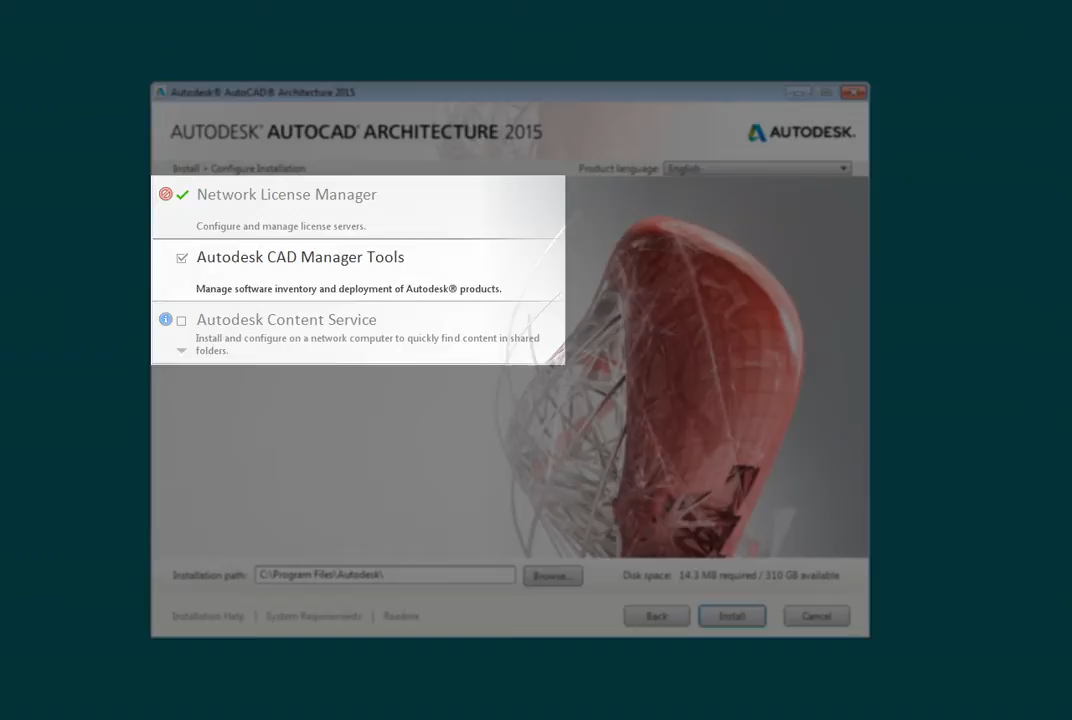 Autodesk® AutoCAD® Architecture 2015
AUTODESK® AUTOCAD® ARCHITECTURE 2015
AUTODESK.
Install > Configure Installation
Product language: English
Network License Manager
Configure and manage license servers.
Autodesk CAD Manager Tools
Manage software inventory and deployment of Autodesk® products.
Autodesk Content Service
Install and configure on a network computer to quickly find content in shared
folders.
Installation path: C:\Program Files\Autodesk\ Browse... Disk space: 14.3 MB required / 310 GB available
Installation Help | System Requirements | Readme Back Install Cancel